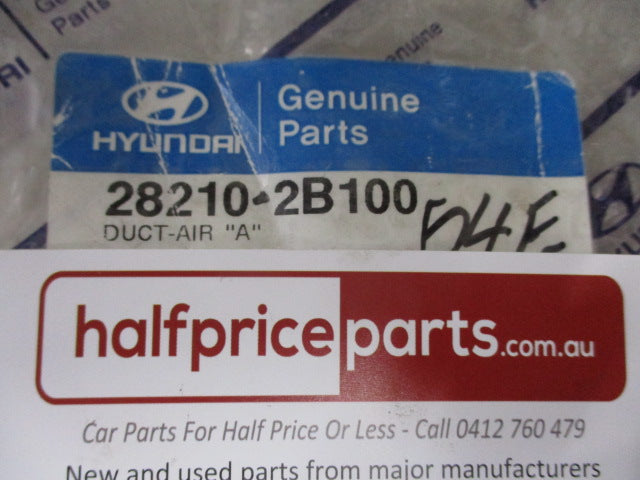 Genuine
Parts
HYUNDAI
Genuine
Parts
28210-2B100
DUCT-AIR "A"
54E
halfpriceparts.com.au
Car Parts For Half Price Or Less - Call 0412 760 479
New and used parts from major manufacturers